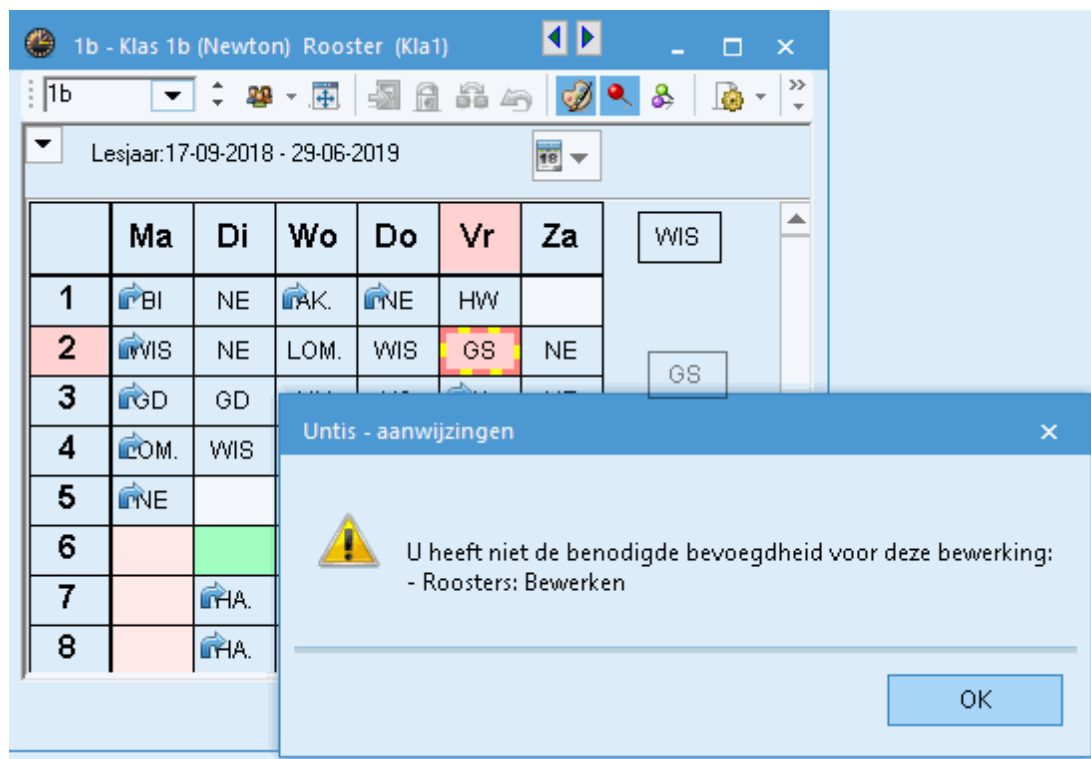 1b - Klas 1b (Newton) Rooster (Kla1)
1b
Lesjaar:17-09-2018 - 29-06-2019
18
Ma Di Wo Do Vr Za WIS
1 BI NE AK. NE HW
2 WIS NE LOM. WIS GS NE
GS
3 GD GD
4 LOM. WIS
5 NE
6
7 HA.
8 HA.
Untis - aanwijzingen
U heeft niet de benodigde bevoegdheid voor deze bewerking:
- Roosters: Bewerken
OK